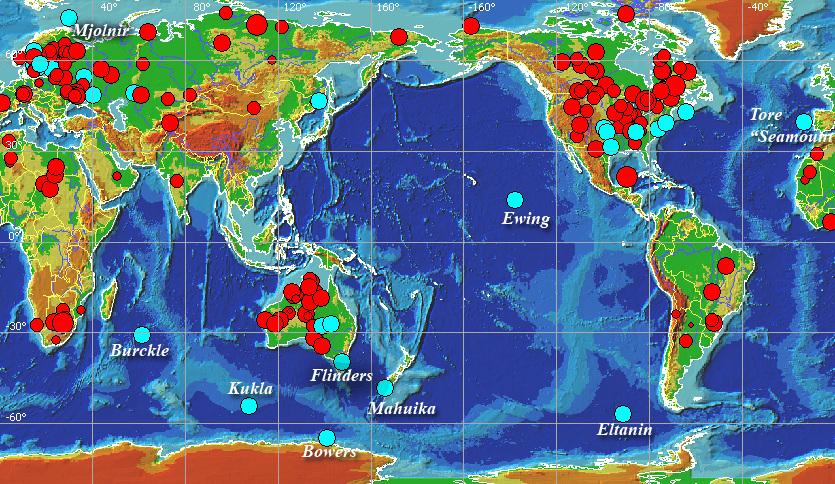 40° 80° 120° 160° -160° -120° -80° -40°
Mjolnir
60°
Tore
"Seamount
30°
Ewing
0°
-30°
Burckle
Flinders
Kukla
Mahuika
-60°
Eltanin
Bowers